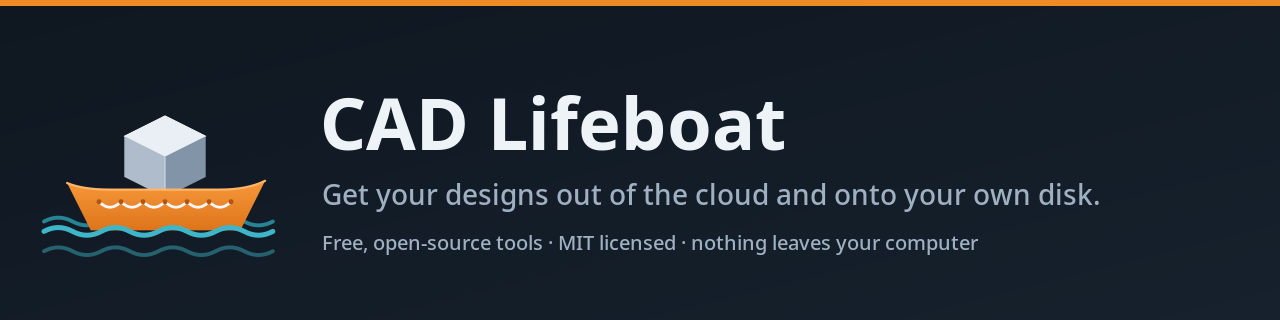 CAD Lifeboat
Get your designs out of the cloud and onto your own disk.
Free, open-source tools · MIT licensed · nothing leaves your computer